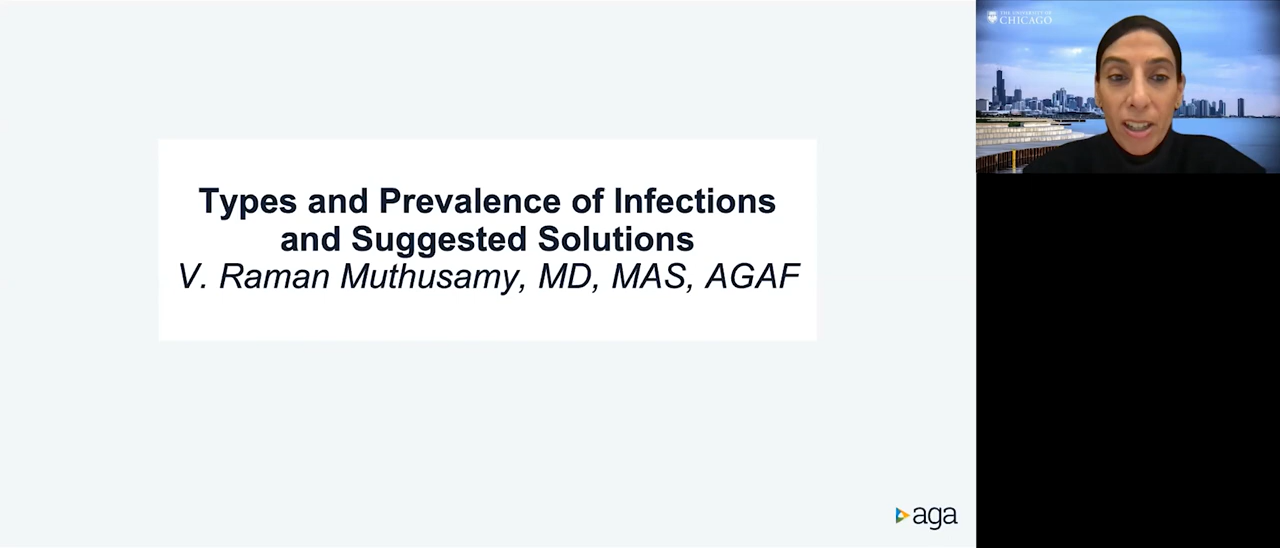 Types and Prevalence of Infections
and Suggested Solutions
V. Raman Muthusamy, MD, MAS, AGAF
aga
THE UNIVERSITY OF
CHICAGO